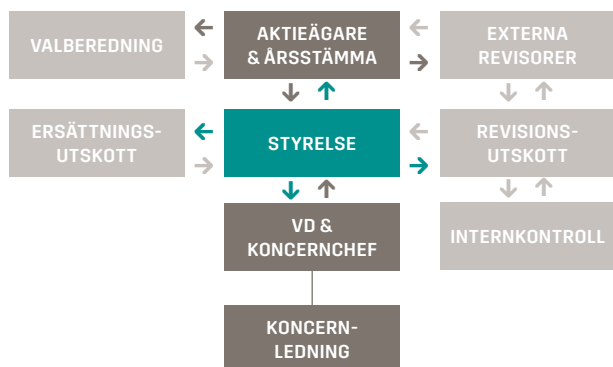 VALBEREDNING
AKTIEÄGARE
& ÅRSSTÄMMA
EXTERNA
REVISORER
ERSÄTTNINGS-
UTSKOTT
STYRELSE
REVISIONS-
UTSKOTT
VD &
KONCERNCHEF
INTERNKONTROLL
KONCERN-
LEDNING